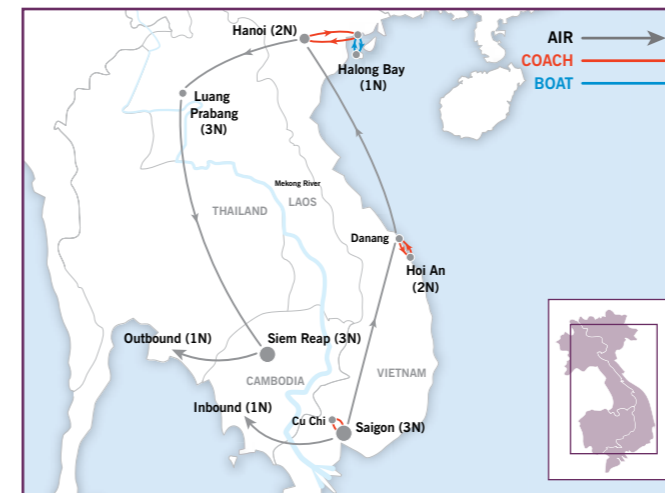 Hanoi (2N)
Halong Bay
(1N)
AIR
COACH
BOAT
Luang
Prabang
(3N)
Mekong River
LAOS
THAILAND
Danang
Hoi An
(2N)
Outbound (1N)
Siem Reap (3N)
CAMBODIA
VIETNAM
Inbound (1N)
Cu Chi
Saigon (3N)